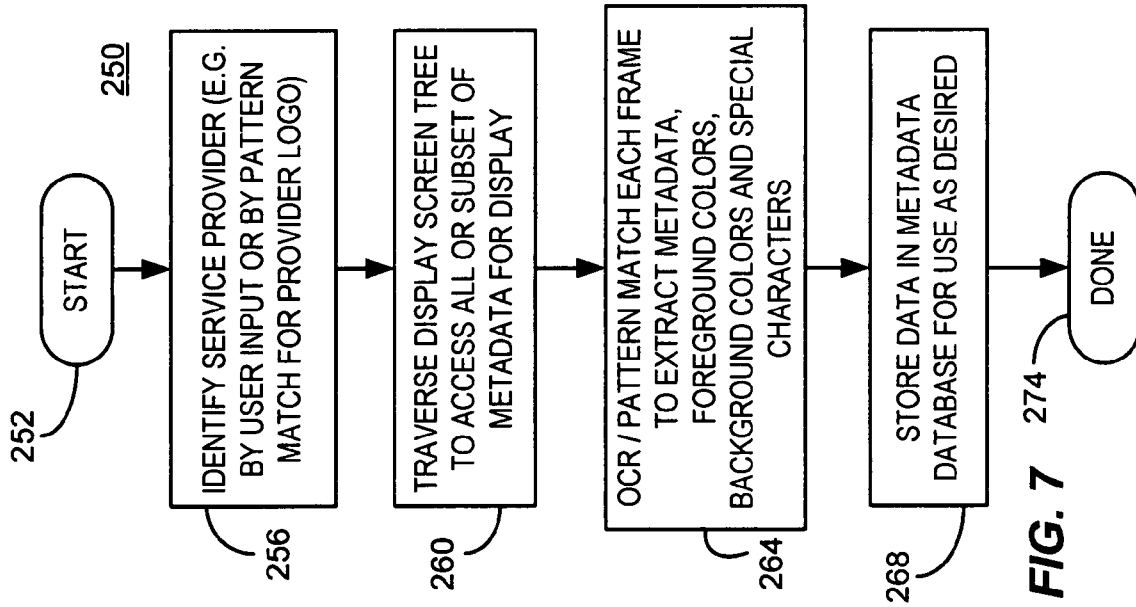 250
252
START
IDENTIFY SERVICE PROVIDER (E.G.
BY USER INPUT OR BY PATTERN
MATCH FOR PROVIDER LOGO)
256
TRAVERSE DISPLAY SCREEN TREE
TO ACCESS ALL OR SUBSET OF
METADATA FOR DISPLAY
260
OCR / PATTERN MATCH EACH FRAME
TO EXTRACT METADATA,
FOREGROUND COLORS,
BACKGROUND COLORS AND SPECIAL
CHARACTERS
264
STORE DATA IN METADATA
DATABASE FOR USE AS DESIRED
268
274
DONE
FIG. 7